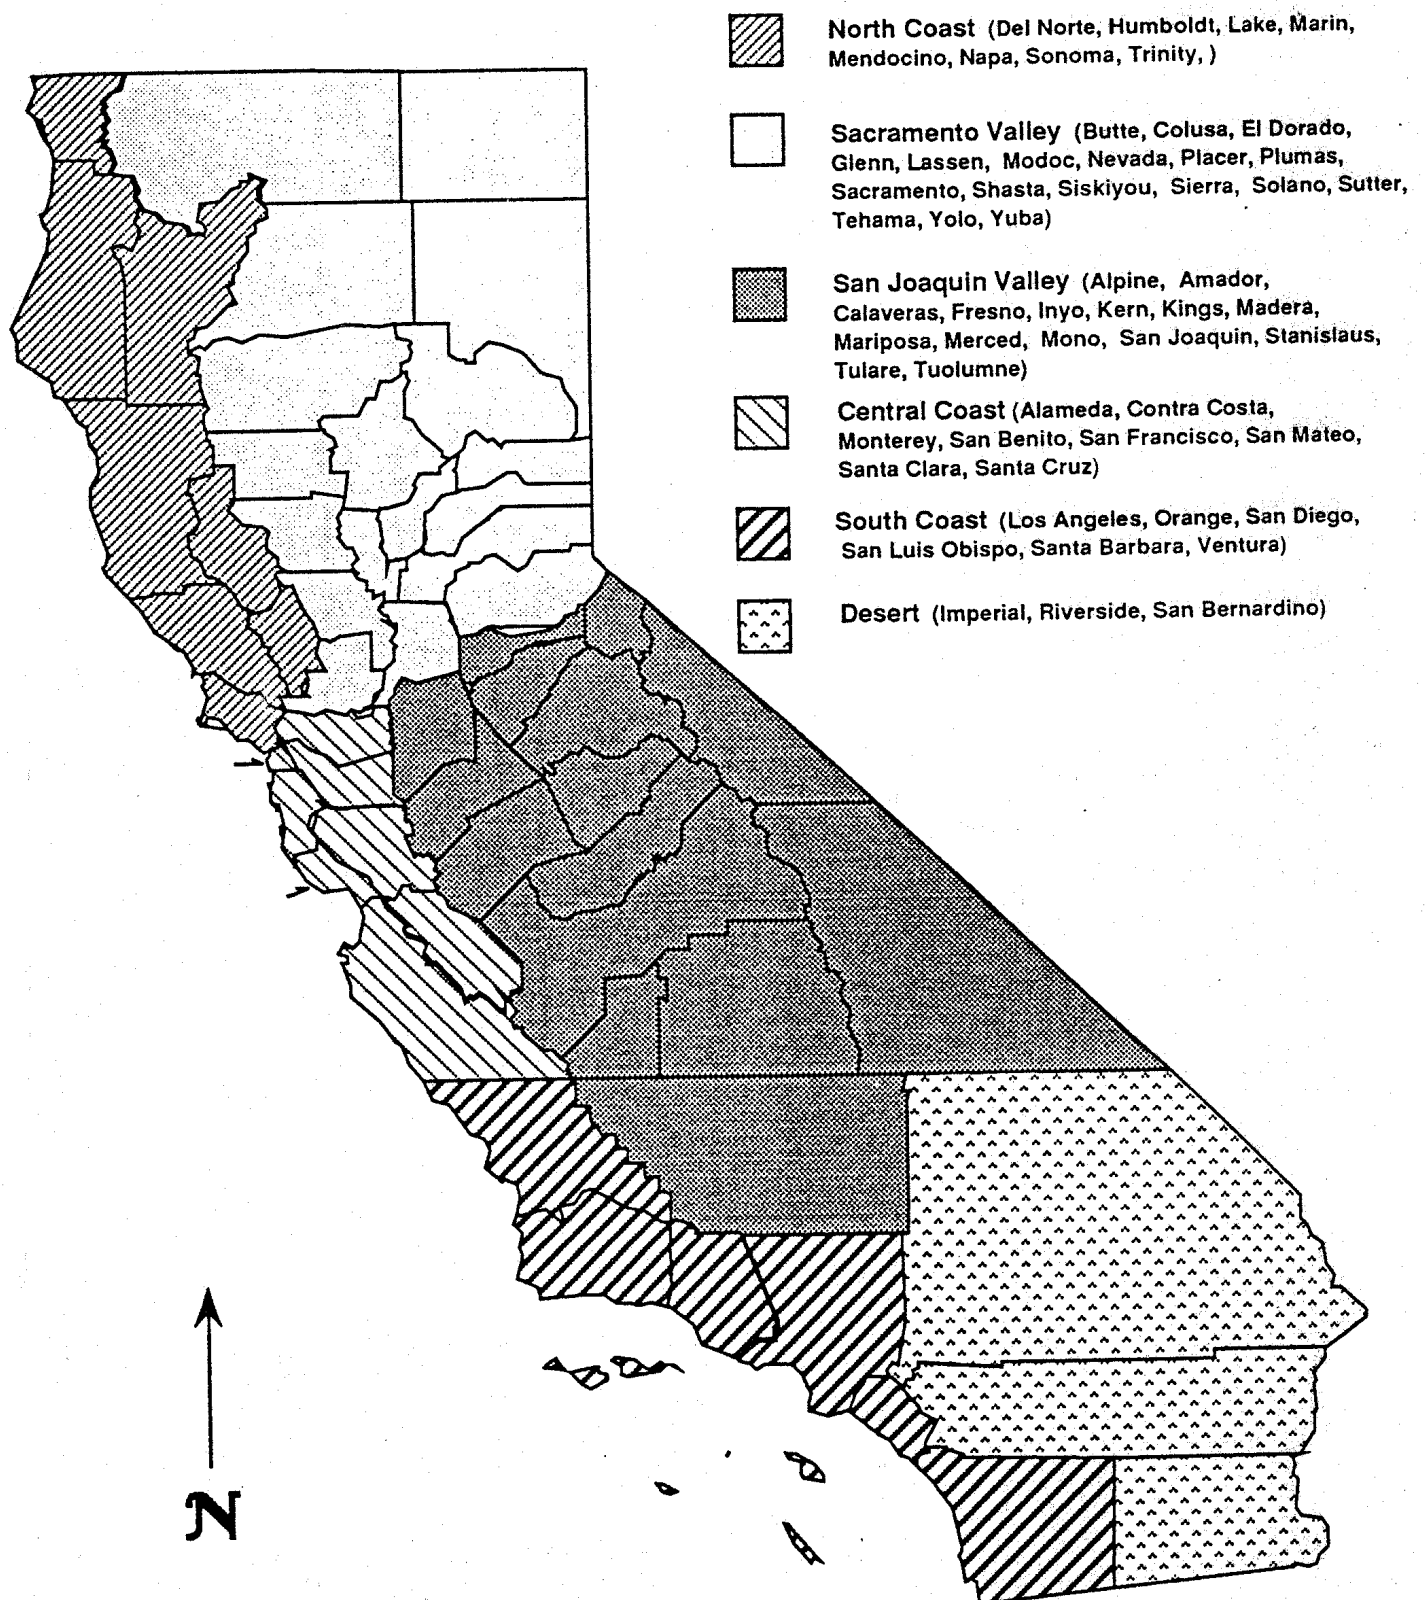 North Coast (Del Norte, Humboldt, Lake, Marin,
Mendocino, Napa, Sonoma, Trinity, )
Sacramento Valley (Butte, Colusa, El Dorado,
Glenn, Lassen, Modoc, Nevada, Placer, Plumas,
Sacramento, Shasta, Siskiyou, Sierra, Solano, Sutter,
Tehama, Yolo, Yuba)
San Joaquin Valley (Alpine, Amador,
Calaveras, Fresno, Inyo, Kern, Kings, Madera,
Mariposa, Merced, Mono, San Joaquin, Stanislaus,
Tulare, Tuolumne)
Central Coast (Alameda, Contra Costa,
Monterey, San Benito, San Francisco, San Mateo,
Santa Clara, Santa Cruz)
South Coast (Los Angeles, Orange, San Diego,
San Luis Obispo, Santa Barbara, Ventura)
Desert (Imperial, Riverside, San Bernardino)
N